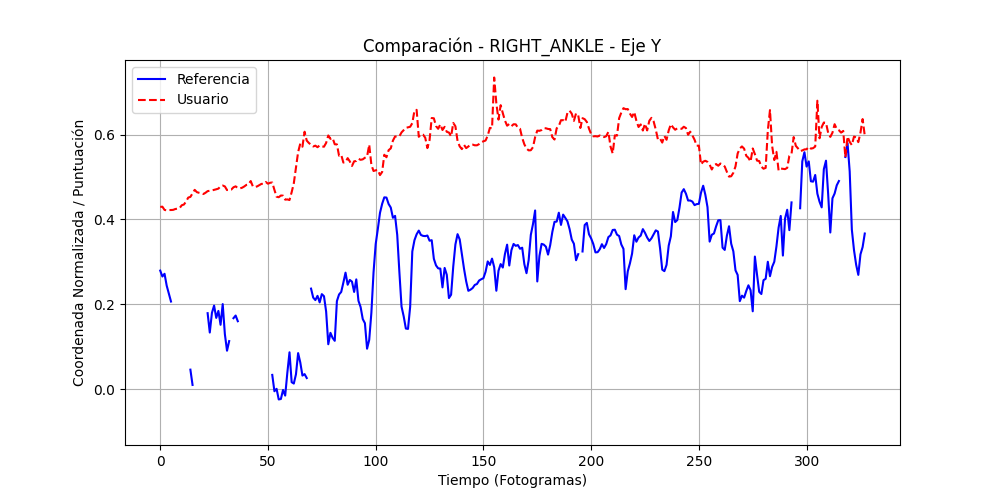 Comparación - RIGHT_ANKLE - Eje Y
Referencia
Usuario
Coordenada Normalizada / Puntuación
0.6
0.4
0.2
0.0
0 50 100 150 200 250 300
Tiempo (Fotogramas)